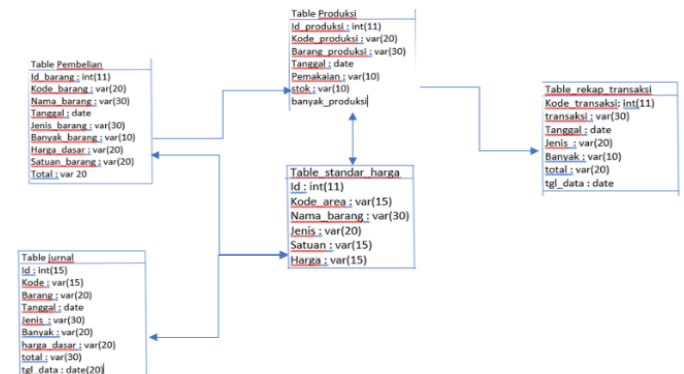 Table Produksi
Id_produksi : int(11)
Kode_produksi : var(20)
Barang_produksi : var(30)
Tanggal : date
Pemakaian : var(10)
stok : var(10)
banyak_produksi
Table Pembelian
Id_barang : int(11)
Kode_barang : var(20)
Nama_barang : var(30)
Tanggal : date
Jenis_barang : var(30)
Banyak_barang : var(10)
Harga_dasar : var(20)
Satuan_barang : var(20)
Total : var 20
Table_rekap_transaksi
Kode_transaksi: int(11)
transaksi : var(30)
Tanggal : date
Jenis : var(20)
Banyak : var(10)
total : var(20)
tgl_data : date
Table_standar_harga
Id : int(11)
Kode_area : var(15)
Nama_barang : var(30)
Jenis : var(20)
Satuan : var(15)
Harga : var(15)
Table jurnal
Id : int(15)
Kode : var(15)
Barang : var(20)
Tanggal : date
Jenis : var(30)
Banyak : var(20)
harga_dasar : var(20)
total : var(30)
tgl_data : date(20)